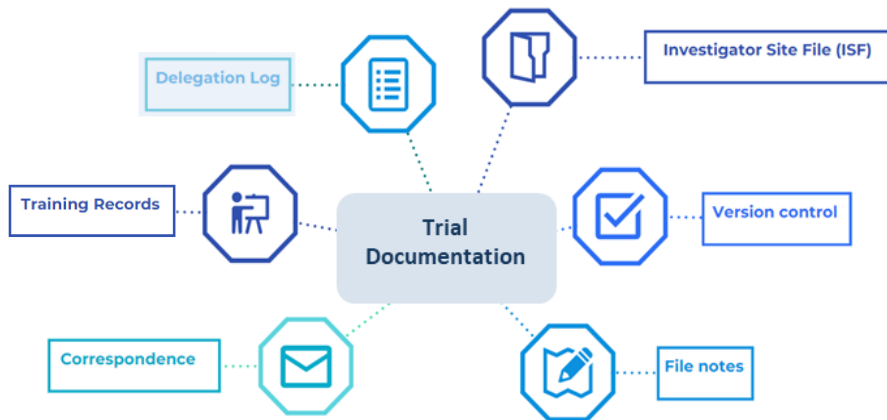 Delegation Log
Investigator Site File (ISF)
Training Records
Trial
Documentation
Version control
Correspondence
File notes